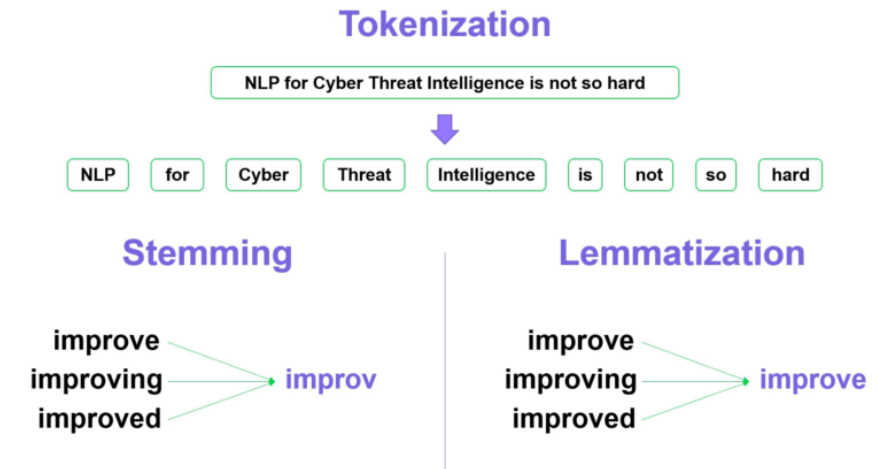 Tokenization
NLP for Cyber Threat Intelligence is not so hard
NLP for Cyber Threat Intelligence is not so hard
Stemming
improve
improving
improved
improv
Lemmatization
improve
improving
improved
improve